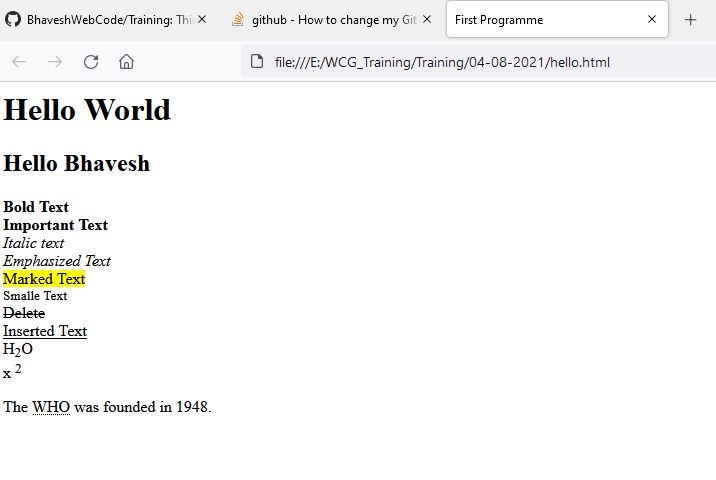 BhaveshWebCode/Training: This
github - How to change my Git
First Programme
file:///E:/WCG_Training/Training/04-08-2021/hello.html
Hello World
Hello Bhavesh
Bold Text
Important Text
Italic text
Emphasized Text
Marked Text
Smalle Text
Delete
Inserted Text
H₂O
x ²
The WHO was founded in 1948.